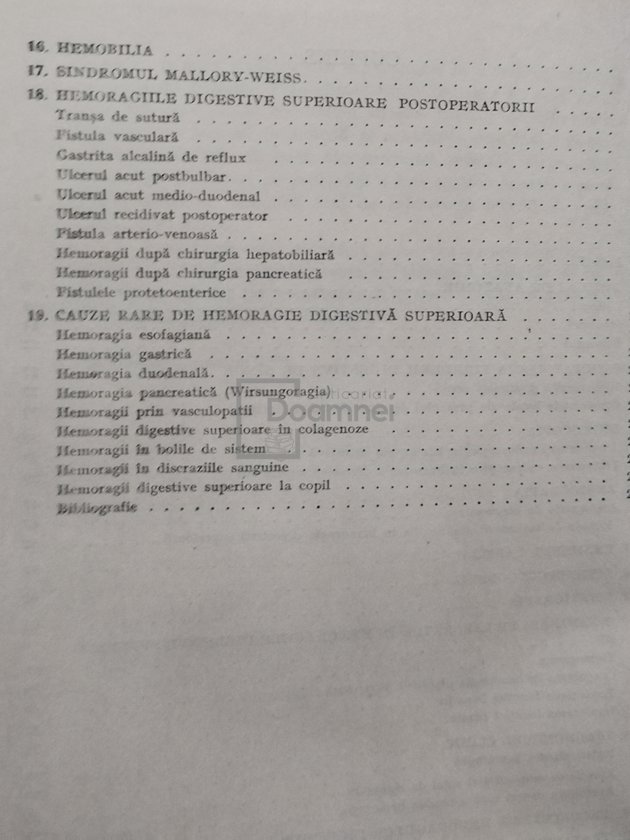 16. HEMOBILIA . . . . . . . . . . . . . . . . . . . .
17. SINDROMUL MALLORY-WEISS. . . . . . . . . . . . . .
18. HEMORAGIILE DIGESTIVE SUPERIOARE POSTOPERATORII . . . .
Tranșa de sutură . . . . . . . . . . . . . . . . . . .
Fistula vasculară . . . . . . . . . . . . . . . . . . .
Gastrita alcalină de reflux . . . . . . . . . . . . . .
Ulcerul acut postbulbar. . . . . . . . . . . . . . . .
Ulcerul acut medio-duodenal . . . . . . . . . . . . . .
Ulcerul recidivat postoperator . . . . . . . . . . . .
Fistula arterio-venoasă . . . . . . . . . . . . . . . .
Hemoragii după chirurgia hepatobiliară . . . . . . . .
Hemoragii după chirurgia pancreatică . . . . . . . . .
Fistulele protetoenterice . . . . . . . . . . . . . . .
19. CAUZE RARE DE HEMORAGIE DIGESTIVĂ SUPERIOARĂ . . . . .
Hemoragia esofagiană . . . . . . . . . . . . . . . . .
Hemoragia gastrică . . . . . . . . . . . . . . . . . .
Hemoragia duodenală. . . . . . . . . . . . . . . . . .
Hemoragia pancreatică (Wirsungoragia) . . . . . . . . .
Hemoragii prin vasculopatii . . . . . . . . . . . . . .
Doamnei
Hemoragii digestive superioare în colagenoze . . . . .
Hemoragii în bolile de sistem . . . . . . . . . . . . .
Hemoragii în discraziile sanguine . . . . . . . . . . .
Hemoragii digestive superioare la copil . . . . . . . .
Bibliografie . . . . . . . . . . . . . . . . . . . . .